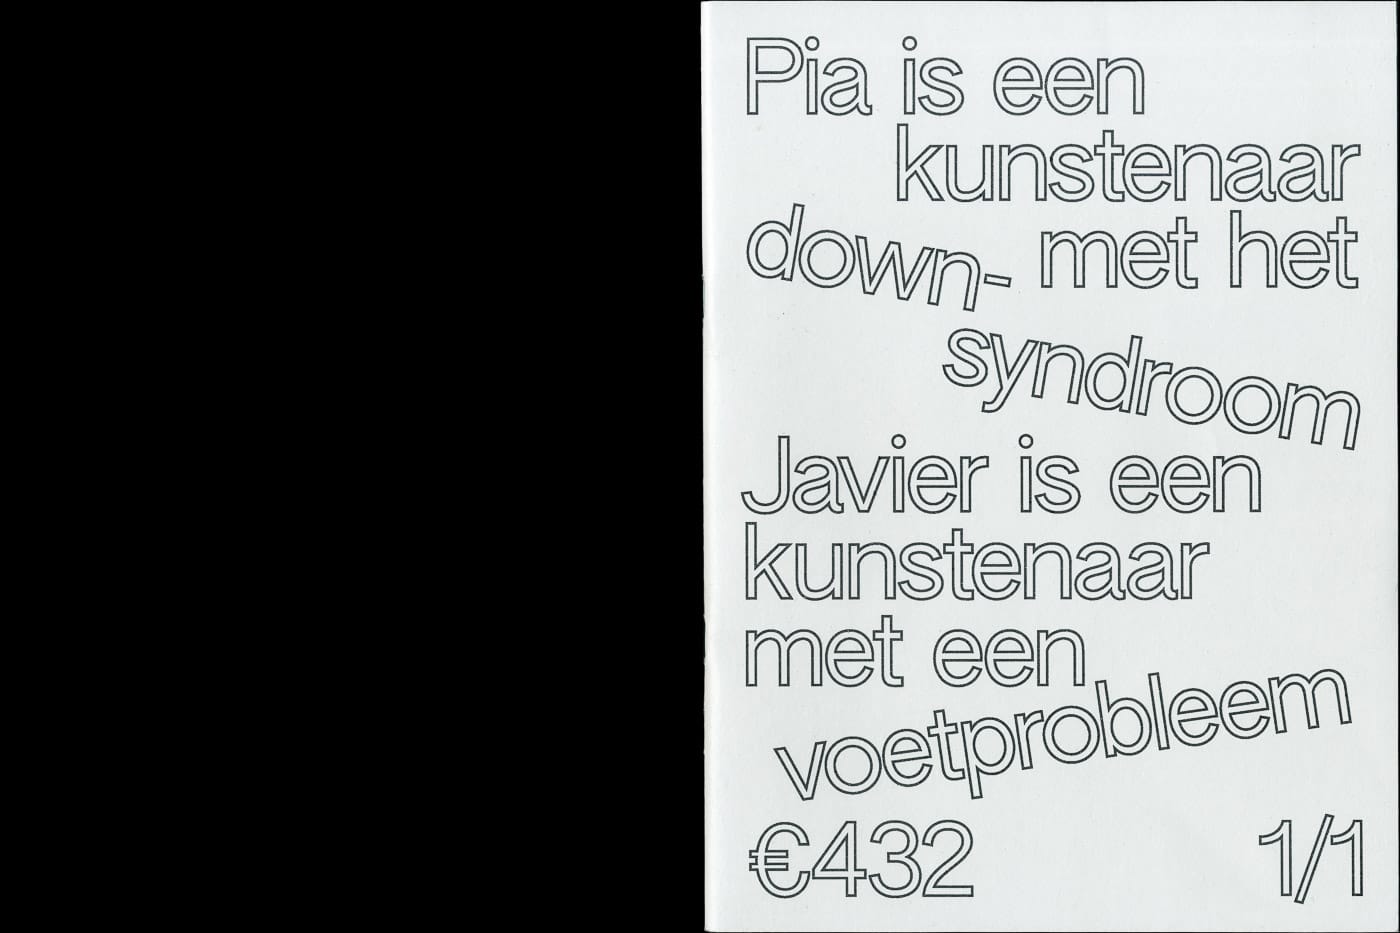 Pia is een
kunstenaar
met het
down-
syndroom
Javier is een
kunstenaar
met een
voetprobleem
€432 1/1